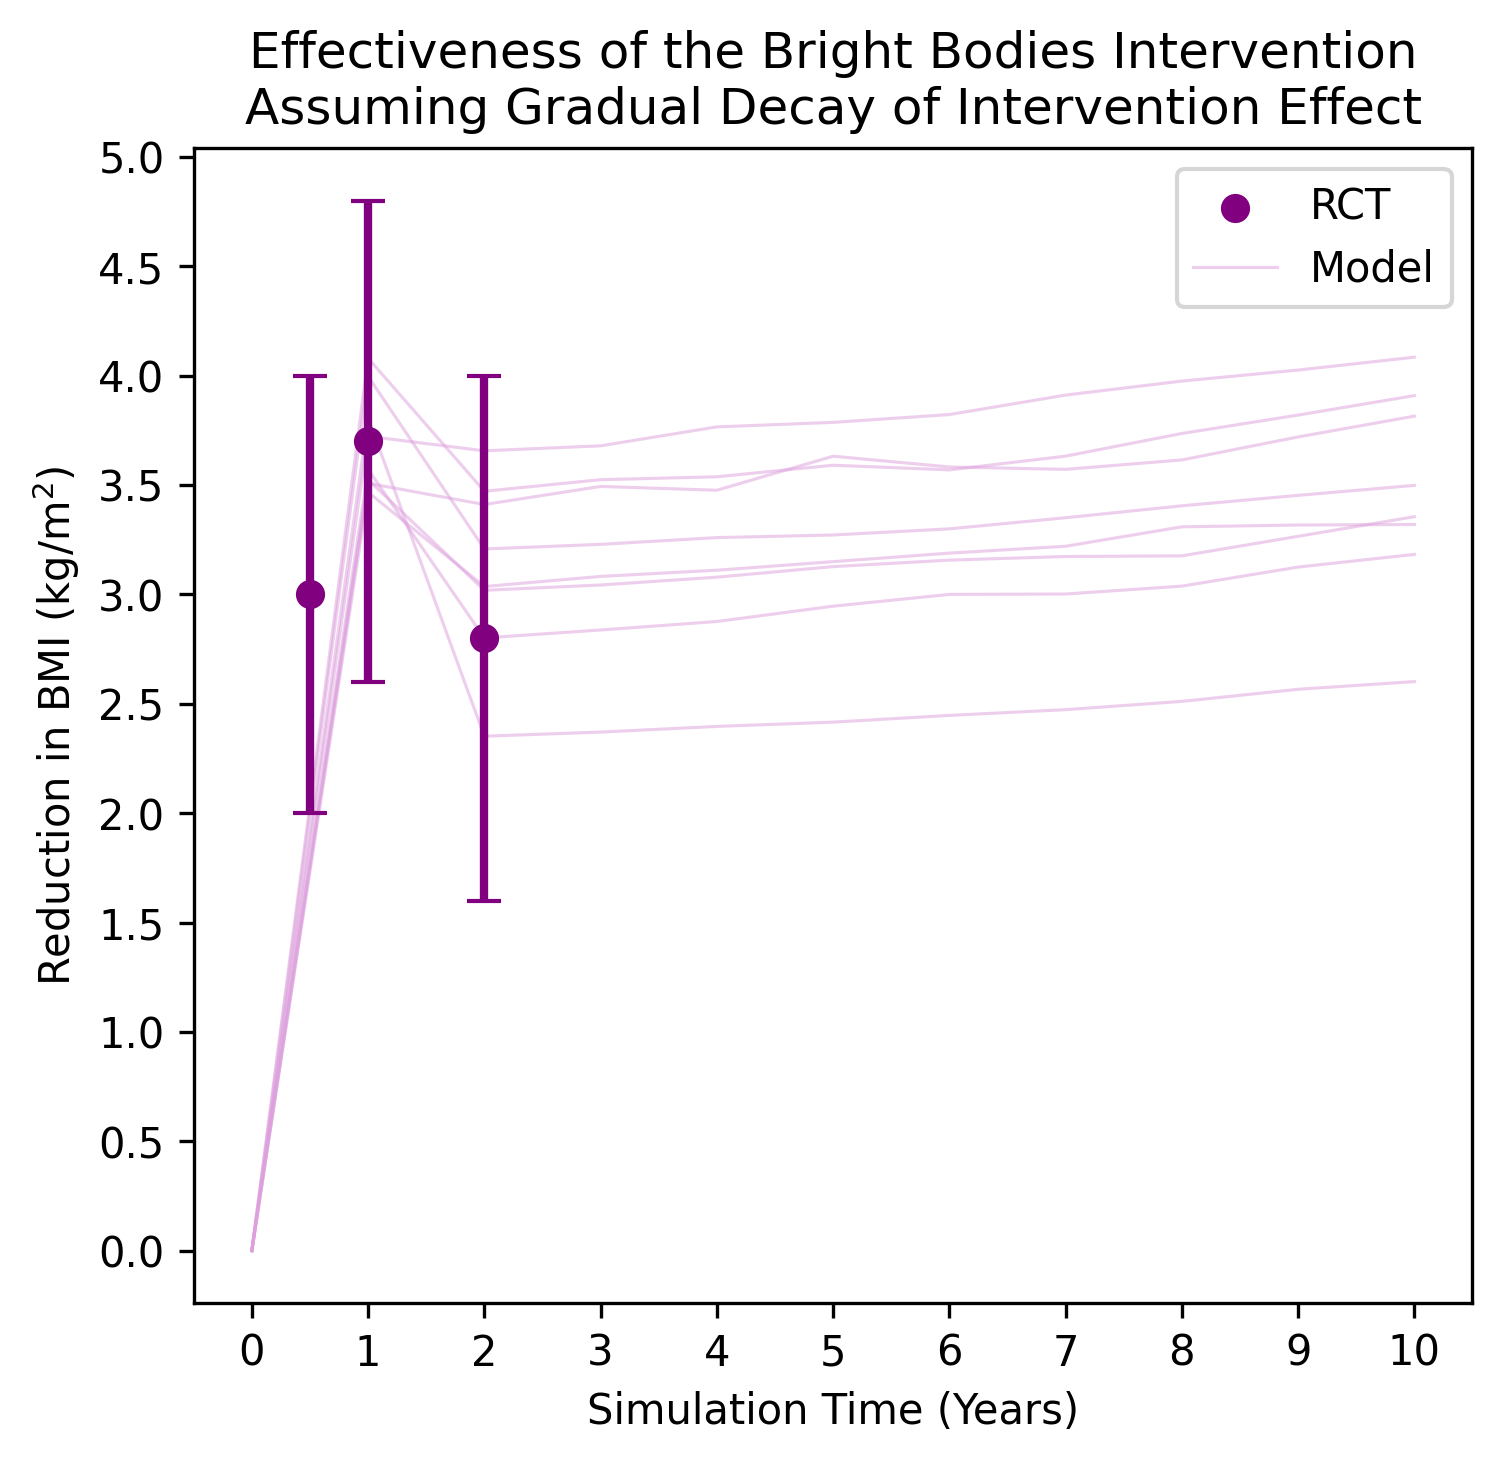 Effectiveness of the Bright Bodies Intervention
Assuming Gradual Decay of Intervention Effect
RCT
Model
Reduction in BMI (kg/m²)
5.0
4.5
4.0
3.5
3.0
2.5
2.0
1.5
1.0
0.5
0.0
0 1 2 3 4 5 6 7 8 9 10
Simulation Time (Years)